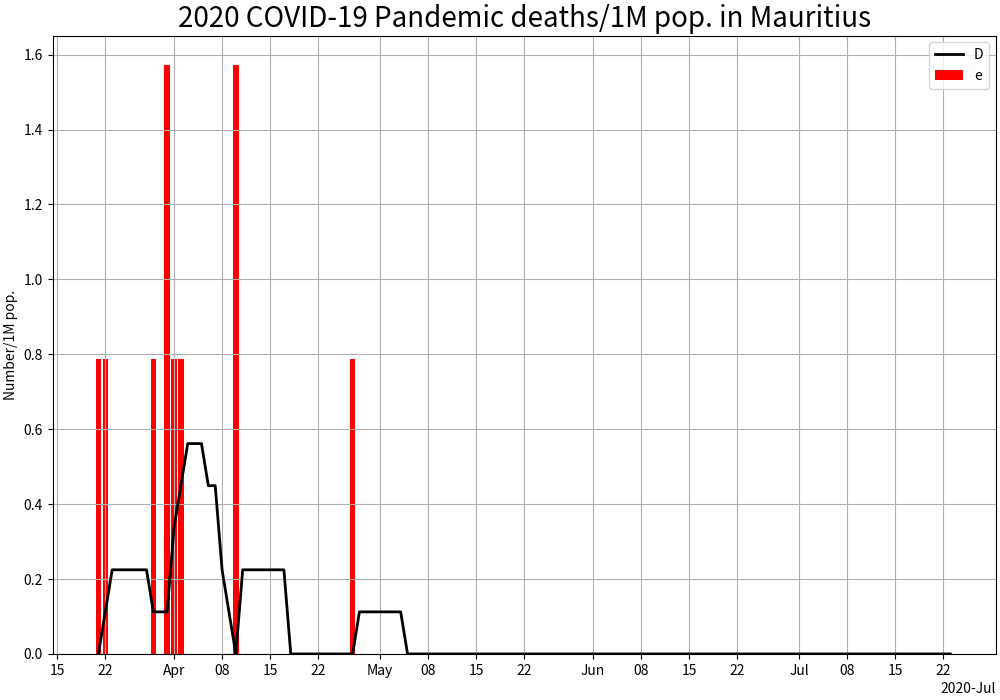 2020 COVID-19 Pandemic deaths/1M pop. in Mauritius
D
e
1.6
1.4
1.2
1.0
0.8
0.6
0.4
0.2
0.0
Number/1M pop.
15 22 Apr 08 15 22 May 08 15 22 Jun 08 15 22 Jul 08 15 22
2020-Jul